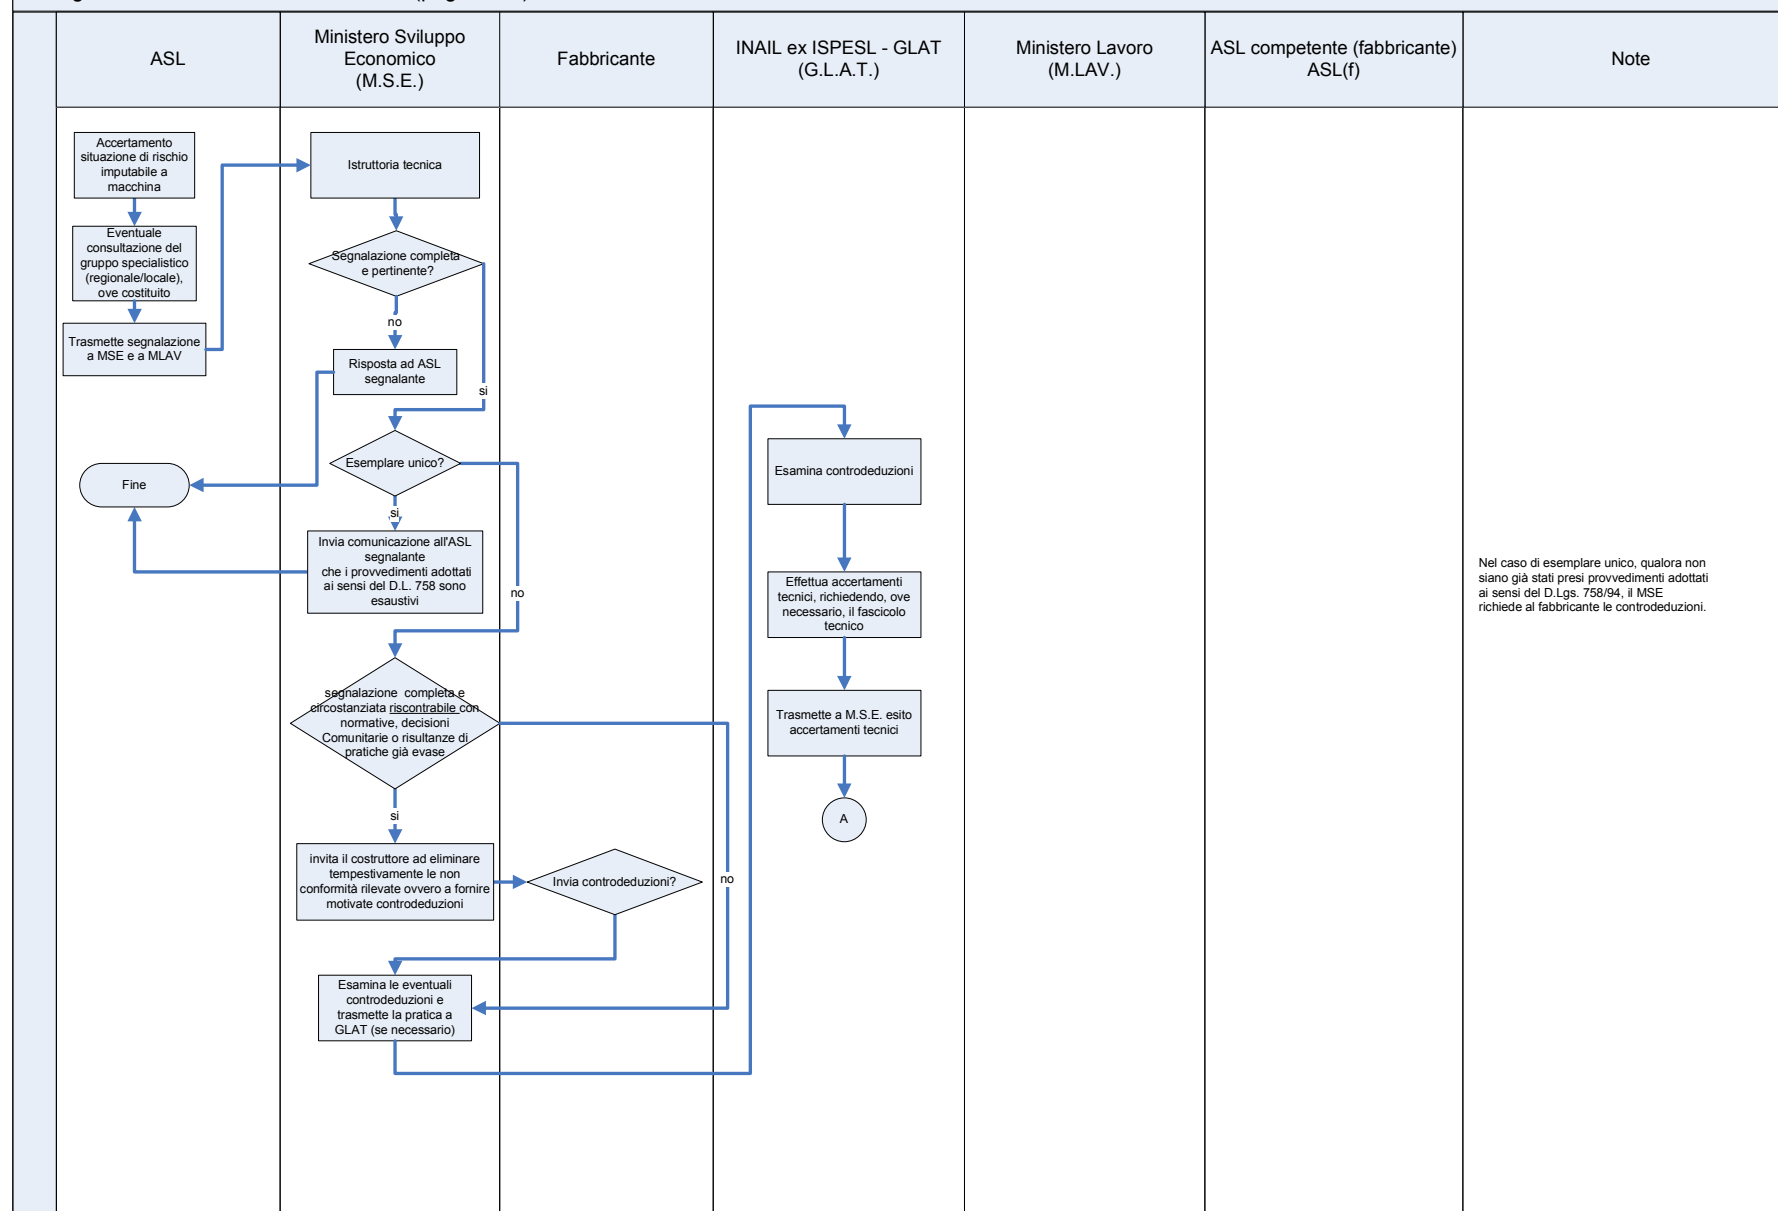 ASL
Ministero Sviluppo
Economico
(M.S.E.)
Fabbricante
INAIL ex ISPESL - GLAT
(G.L.A.T.)
Ministero Lavoro
(M.LAV.)
ASL competente (fabbricante)
ASL(f)
Note
Accertamento
situazione di rischio
imputabile a
macchina
Eventuale
consultazione del
gruppo specialistico
(regionale/locale),
ove costituito
Trasmette segnalazione
a MSE e a MLAV
Fine
Istruttoria tecnica
Segnalazione completa
e pertinente?
no
si
Risposta ad ASL
segnalante
Esemplare unico?
si,
no
Invia comunicazione all'ASL
segnalante
che i provvedimenti adottati
ai sensi del D.L. 758 sono
esaustivi
segnalazione completa e
circostanziata riscontrabile con
normative, decisioni
Comunitarie o risultanze di
pratiche già evase
si
no
invita il costruttore ad eliminare
tempestivamente le non
conformità rilevate ovvero a fornire
motivate controdeduzioni
Invia controdeduzioni?
Esamina le eventuali
controdeduzioni e
trasmette la pratica a
GLAT (se necessario)
Esamina controdeduzioni
Effettua accertamenti
tecnici, richiedendo, ove
necessario, il fascicolo
tecnico
Trasmette a M.S.E. esito
accertamenti tecnici
A
Nel caso di esemplare unico, qualora non
siano già stati presi provvedimenti adottati
ai sensi del D.Lgs. 758/94, il MSE
richiede al fabbricante le controdeduzioni.